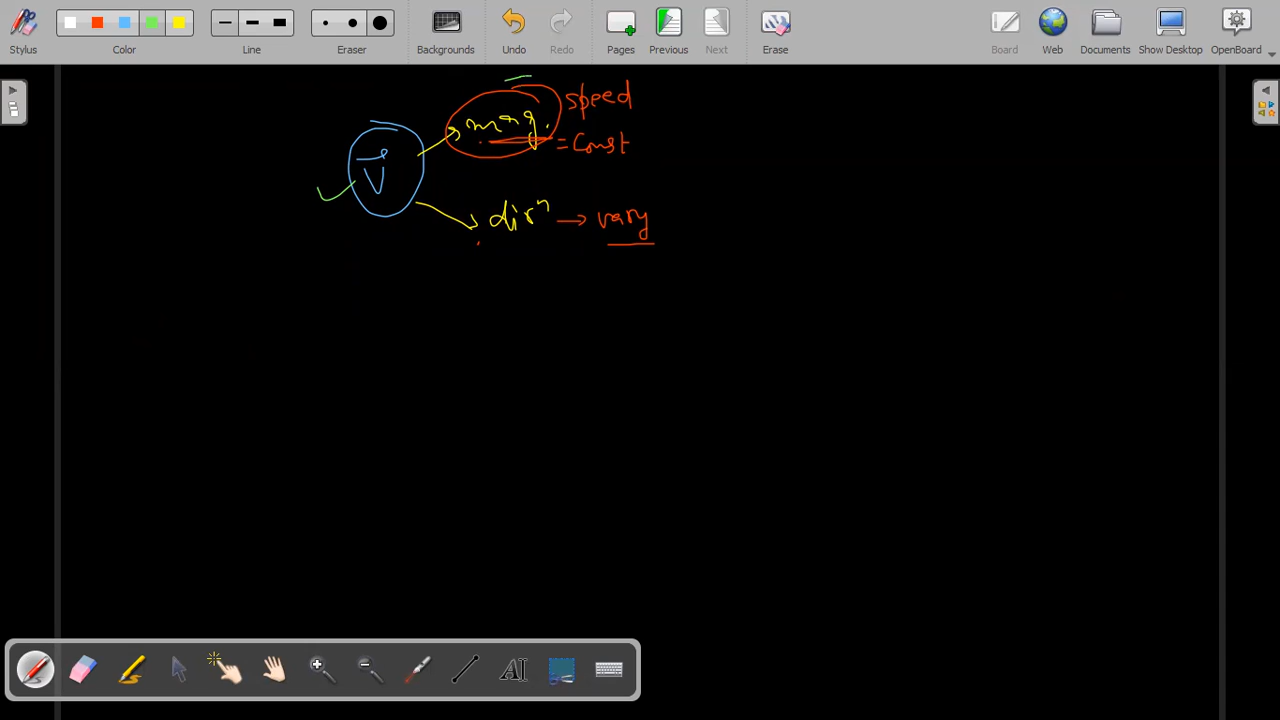 Stylus
Color
Line
Eraser
Backgrounds
Undo
Redo
Pages
Previous
Next
Erase
Board
Web
Documents
Show Desktop
OpenBoard
speed
mag.
= Const
V
dirⁿ → vary
AI